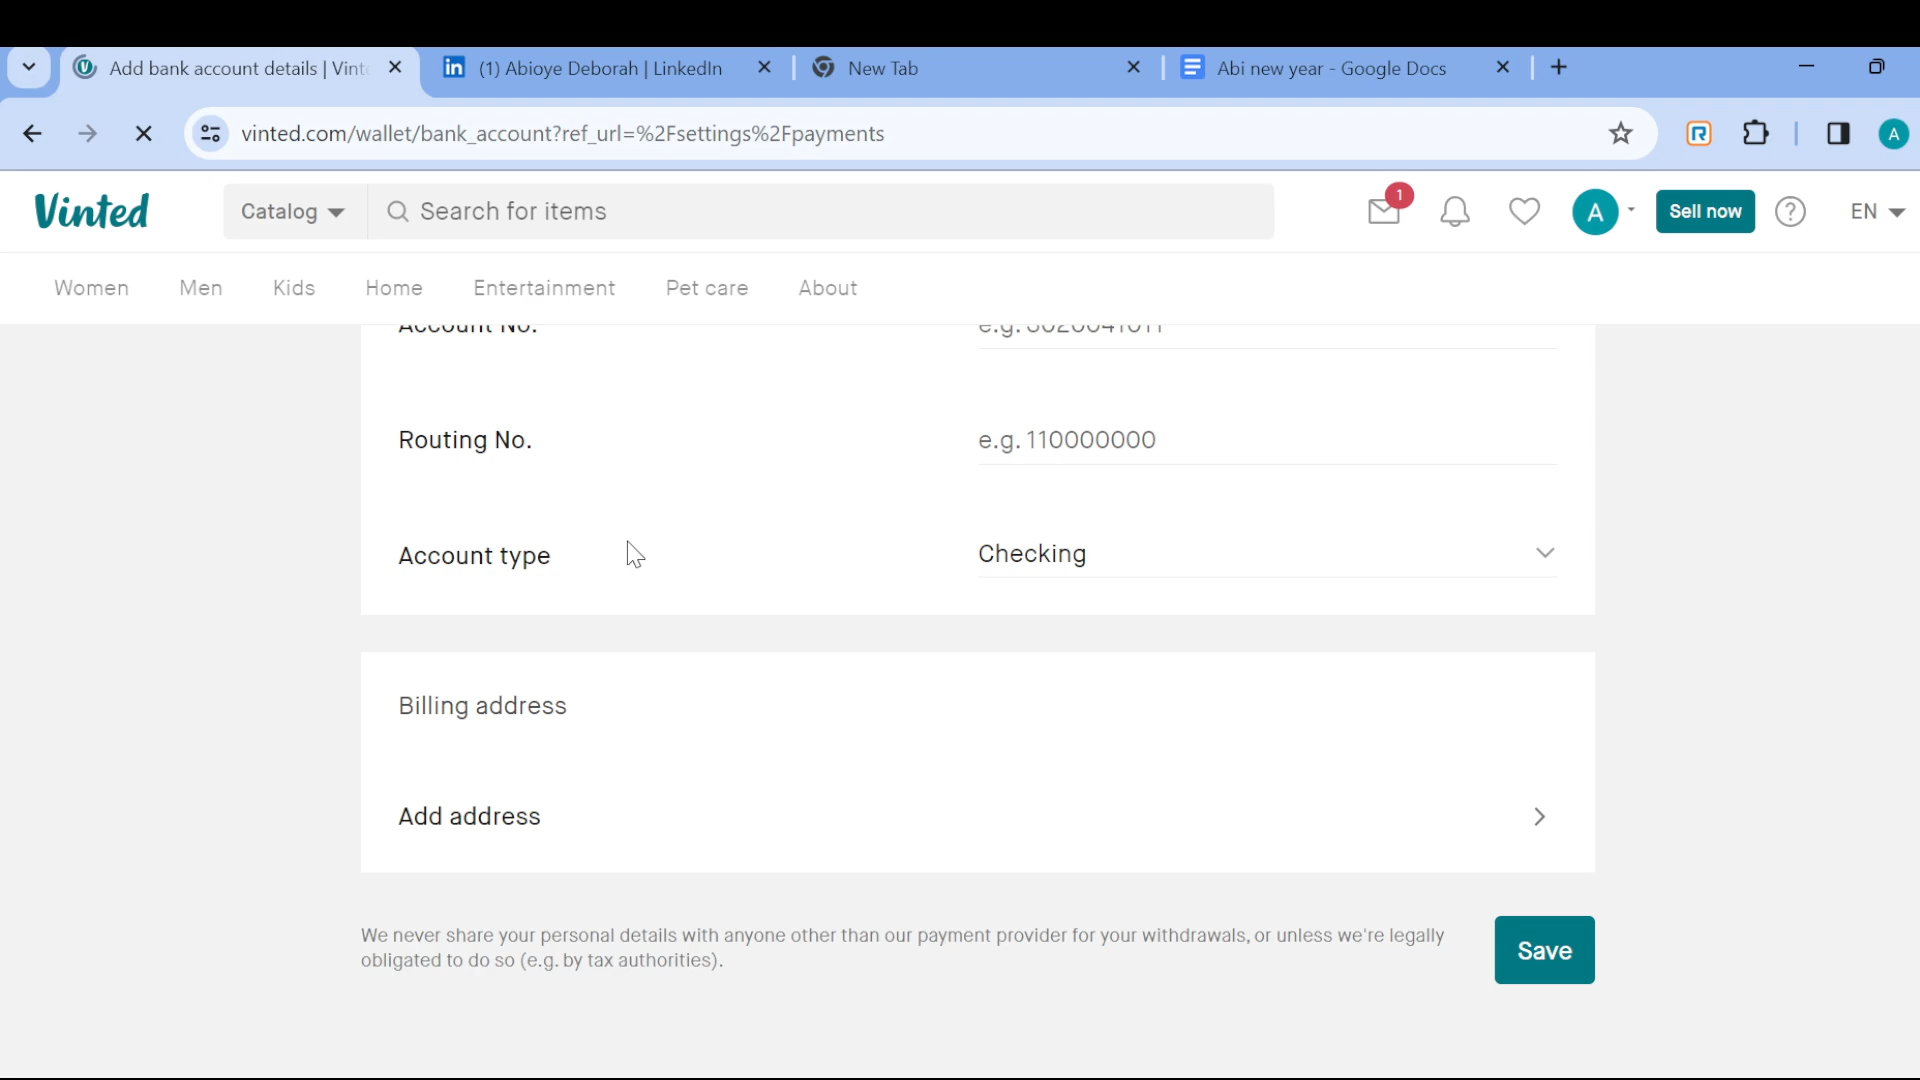 Add bank account details | Vint
(1) Abioye Deborah | LinkedIn
New Tab
Abi new year - Google Docs
vinted.com/wallet/bank_account?ref_url=%2Fsettings%2Fpayments
A
Vinted
Catalog
Search for items
1
A
Sell now
EN
Women
Men
Kids
Home
Entertainment
Pet care
About
Account No.
e.g.
Routing No.
e.g. 110000000
Account type
Checking
Billing address
Add address
We never share your personal details with anyone other than our payment provider for your withdrawals, or unless we're legally
obligated to do so (e.g. by tax authorities).
Save